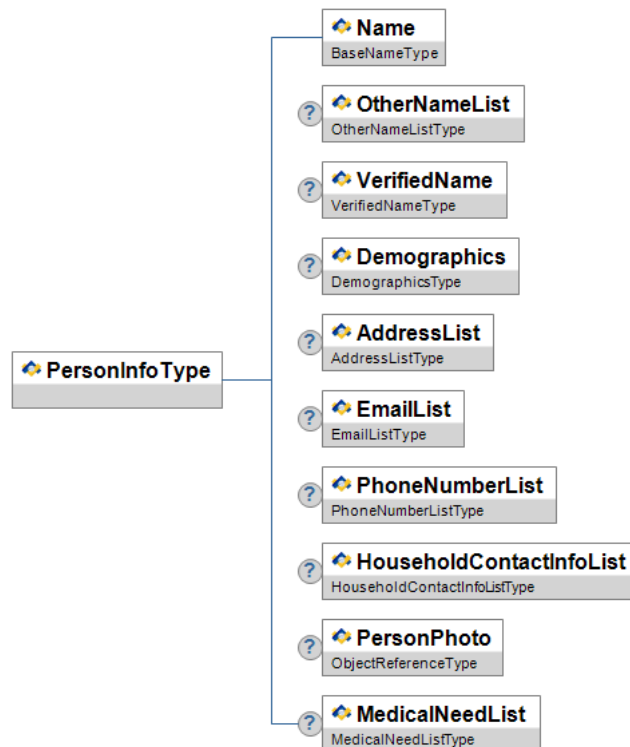 Name
BaseNameType
? OtherNameList
OtherNameListType
? VerifiedName
VerifiedNameType
? Demographics
DemographicsType
? AddressList
AddressListType
PersonInfoType
? EmailList
EmailListType
? PhoneNumberList
PhoneNumberListType
? HouseholdContactInfoList
HouseholdContactInfoListType
? PersonPhoto
ObjectReferenceType
? MedicalNeedList
MedicalNeedListType